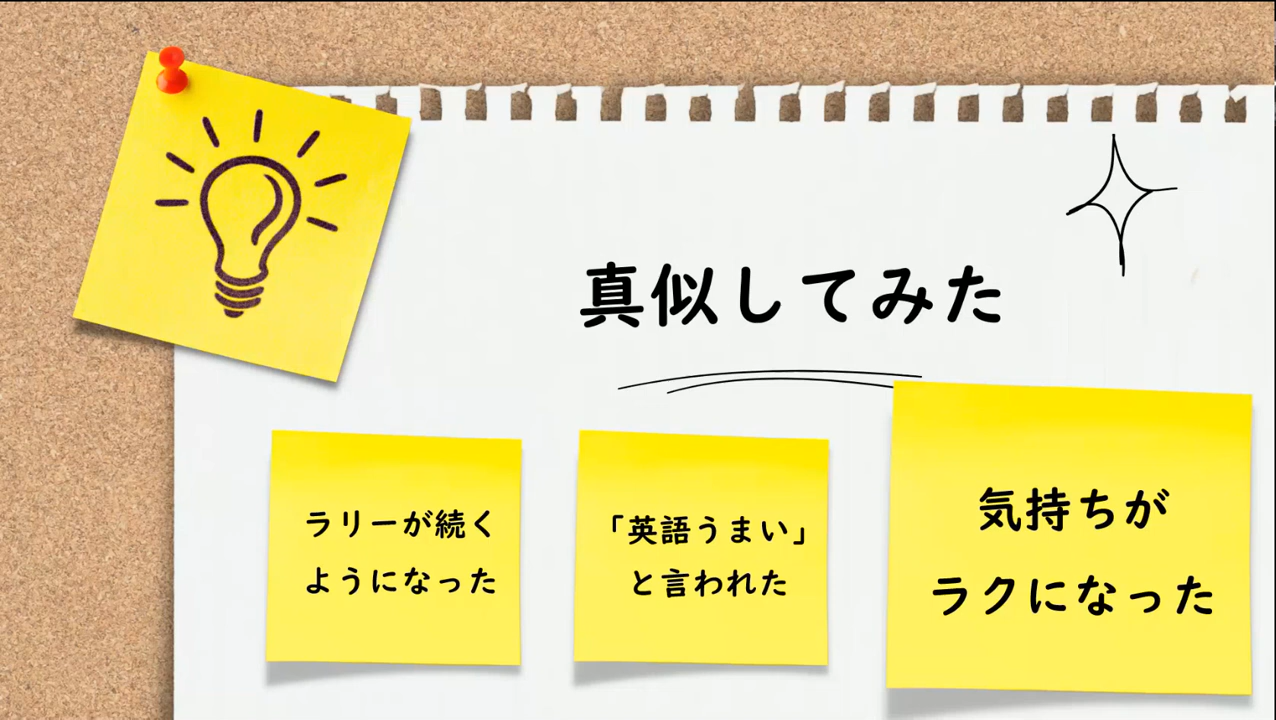 真似してみた
ラリーが続く
ようになった
「英語うまい」
と言われた
気持ちが
ラクになった